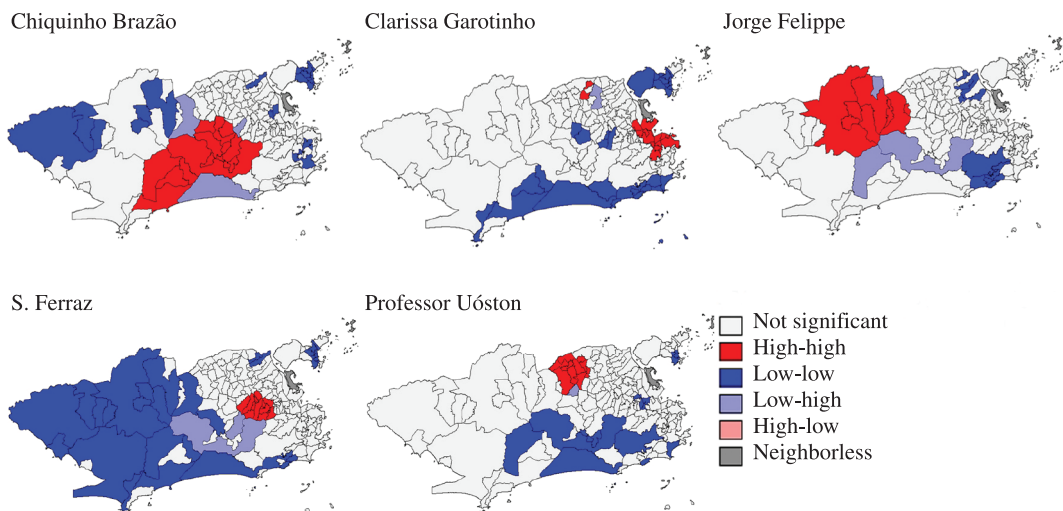 Chiquinho Brazão
Clarissa Garotinho
Jorge Felippe
S. Ferraz
Professor Uóston
Not significant
High-high
Low-low
Low-high
High-low
Neighborless